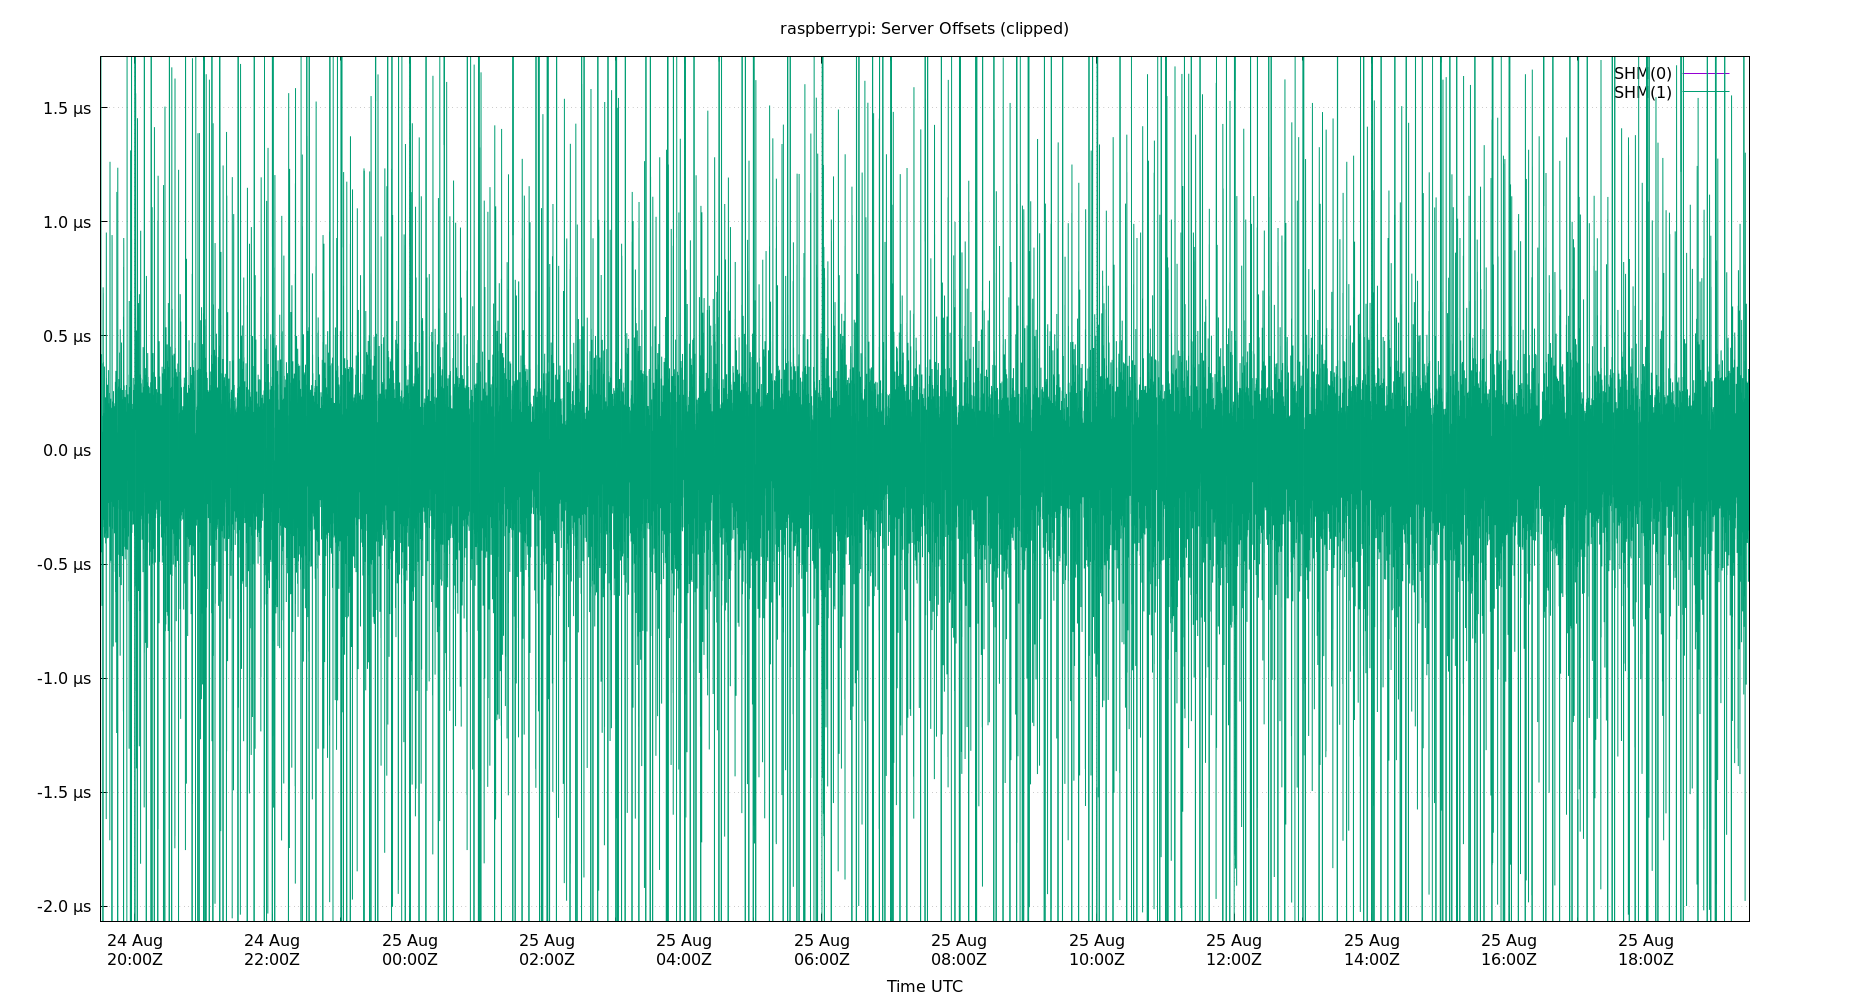 raspberrypi: Server Offsets (clipped)
SHM(0)
SHM(1)
1.5 µs
1.0 µs
0.5 µs
0.0 µs
-0.5 µs
-1.0 µs
-1.5 µs
-2.0 µs
24 Aug 24 Aug 25 Aug 25 Aug 25 Aug 25 Aug 25 Aug 25 Aug 25 Aug 25 Aug 25 Aug 25 Aug
20:00Z 22:00Z 00:00Z 02:00Z 04:00Z 06:00Z 08:00Z 10:00Z 12:00Z 14:00Z 16:00Z 18:00Z
Time UTC